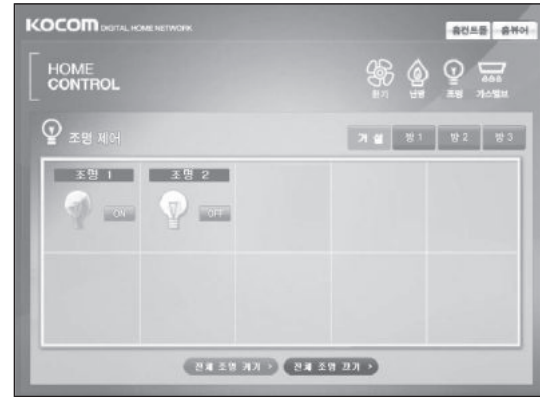 KOCOM DIGITAL HOME NETWORK
홈컨트롤 홈뷰어
HOME
CONTROL
환기 난방 조명 가스밸브
조명 제어
거실 방1 방2 방3
조명 1 조명 2
ON OFF
전체 조명 켜기 > 전체 조명 끄기 >